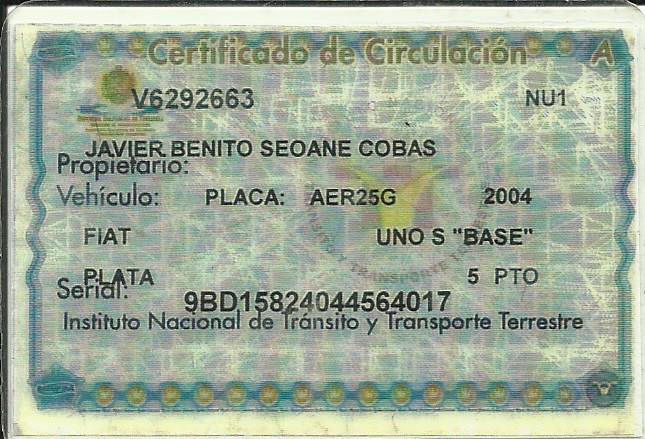 Certificado de Circulación A
V6292663 NU1
JAVIER BENITO SEOANE COBAS
Propietario:
Vehículo: PLACA: AER25G 2004
FIAT UNO S "BASE"
PLATA 5 PTO
Serial:
9BD15824044564017
Instituto Nacional de Tránsito y Transporte Terrestre